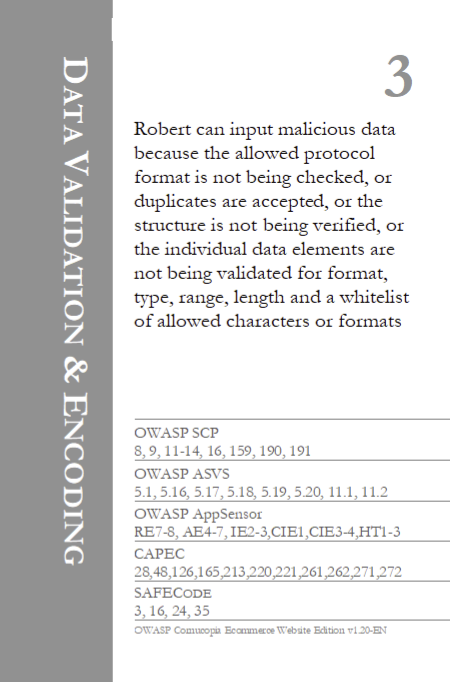 DATA VALIDATION & ENCODING
3
Robert can input malicious data
because the allowed protocol
format is not being checked, or
duplicates are accepted, or the
structure is not being verified, or
the individual data elements are
not being validated for format,
type, range, length and a whitelist
of allowed characters or formats
OWASP SCP
8, 9, 11-14, 16, 159, 190, 191
OWASP ASVS
5.1, 5.16, 5.17, 5.18, 5.19, 5.20, 11.1, 11.2
OWASP AppSensor
RE7-8, AE4-7, IE2-3,CIE1,CIE3-4,HT1-3
CAPEC
28,48,126,165,213,220,221,261,262,271,272
SAFECODE
3, 16, 24, 35
OWASP Cornucopia Ecommerce Website Edition v1.20-EN